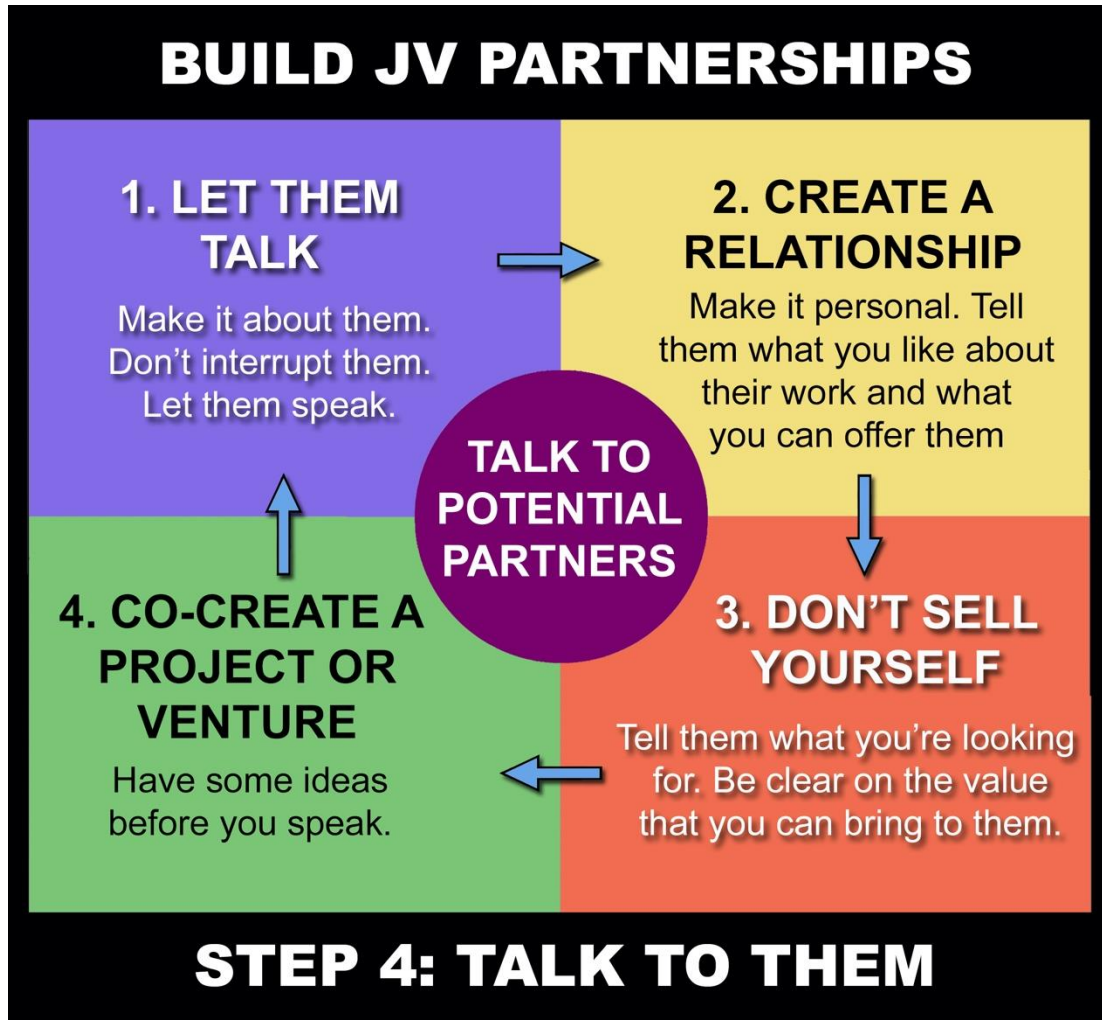 BUILD JV PARTNERSHIPS
1. LET THEM
TALK
Make it about them.
Don't interrupt them.
Let them speak.
2. CREATE A
RELATIONSHIP
Make it personal. Tell
them what you like about
their work and what
you can offer them
TALK TO
POTENTIAL
PARTNERS
3. DON'T SELL
YOURSELF
Tell them what you're looking
for. Be clear on the value
that you can bring to them.
4. CO-CREATE A
PROJECT OR
VENTURE
Have some ideas
before you speak.
STEP 4: TALK TO THEM